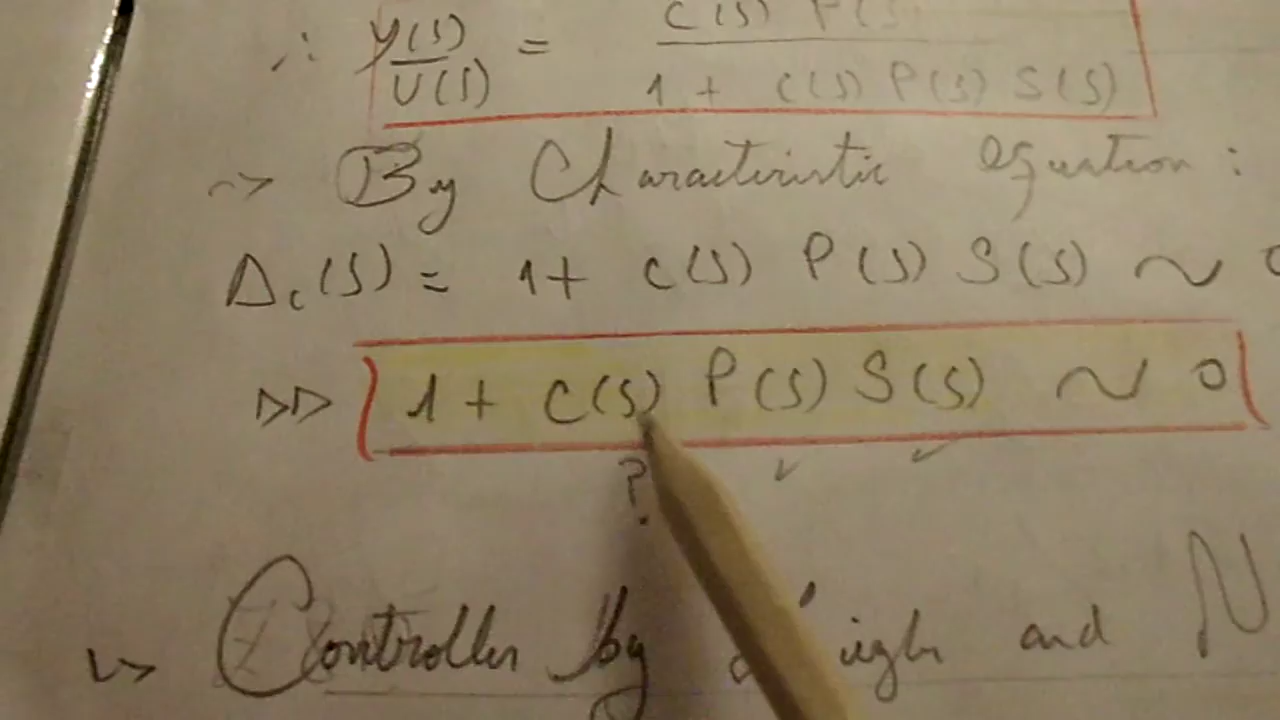 ∴ Y(s)/U(s) = C(s) P(s) / 1 + C(s) P(s) S(s)
~> By Characteristic equation :
Δc(s) = 1 + C(s) P(s) S(s) ~ 0
▷▷ 1 + C(s) P(s) S(s) ~ 0
? ✓ ✓
↳> Controller by and N